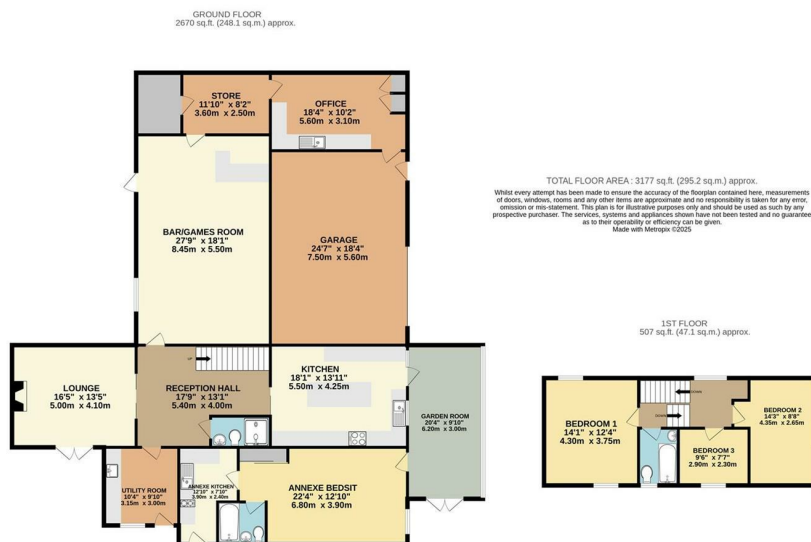 GROUND FLOOR
2670 sq.ft. (248.1 sq.m.) approx.
STORE
11'10" x 8'2"
3.60m x 2.50m
OFFICE
18'4" x 10'2"
5.60m x 3.10m
BAR/GAMES ROOM
27'9" x 18'1"
8.45m x 5.50m
GARAGE
24'7" x 18'4"
7.50m x 5.60m
UP
LOUNGE
16'5" x 13'5"
5.00m x 4.10m
RECEPTION HALL
17'9" x 13'1"
5.40m x 4.00m
KITCHEN
18'1" x 13'11"
5.50m x 4.25m
GARDEN ROOM
20'4" x 9'10"
6.20m x 3.00m
UTILITY ROOM
10'4" x 9'10"
3.15m x 3.00m
ANNEXE KITCHEN
12'10" x 7'10"
3.90m x 2.40m
ANNEXE BEDSIT
22'4" x 12'10"
6.80m x 3.90m
TOTAL FLOOR AREA : 3177 sq.ft. (295.2 sq.m.) approx.
Whilst every attempt has been made to ensure the accuracy of the floorplan contained here, measurements
of doors, windows, rooms and any other items are approximate and no responsibility is taken for any error,
omission or mis-statement. This plan is for illustrative purposes only and should be used as such by any
prospective purchaser. The services, systems and appliances shown have not been tested and no guarantee
as to their operability or efficiency can be given.
Made with Metropix ©2025
1ST FLOOR
507 sq.ft. (47.1 sq.m.) approx.
DOWN
DOWN
BEDROOM 1
14'1" x 12'4"
4.30m x 3.75m
BEDROOM 2
14'3" x 8'8"
4.35m x 2.65m
BEDROOM 3
9'6" x 7'7"
2.90m x 2.30m